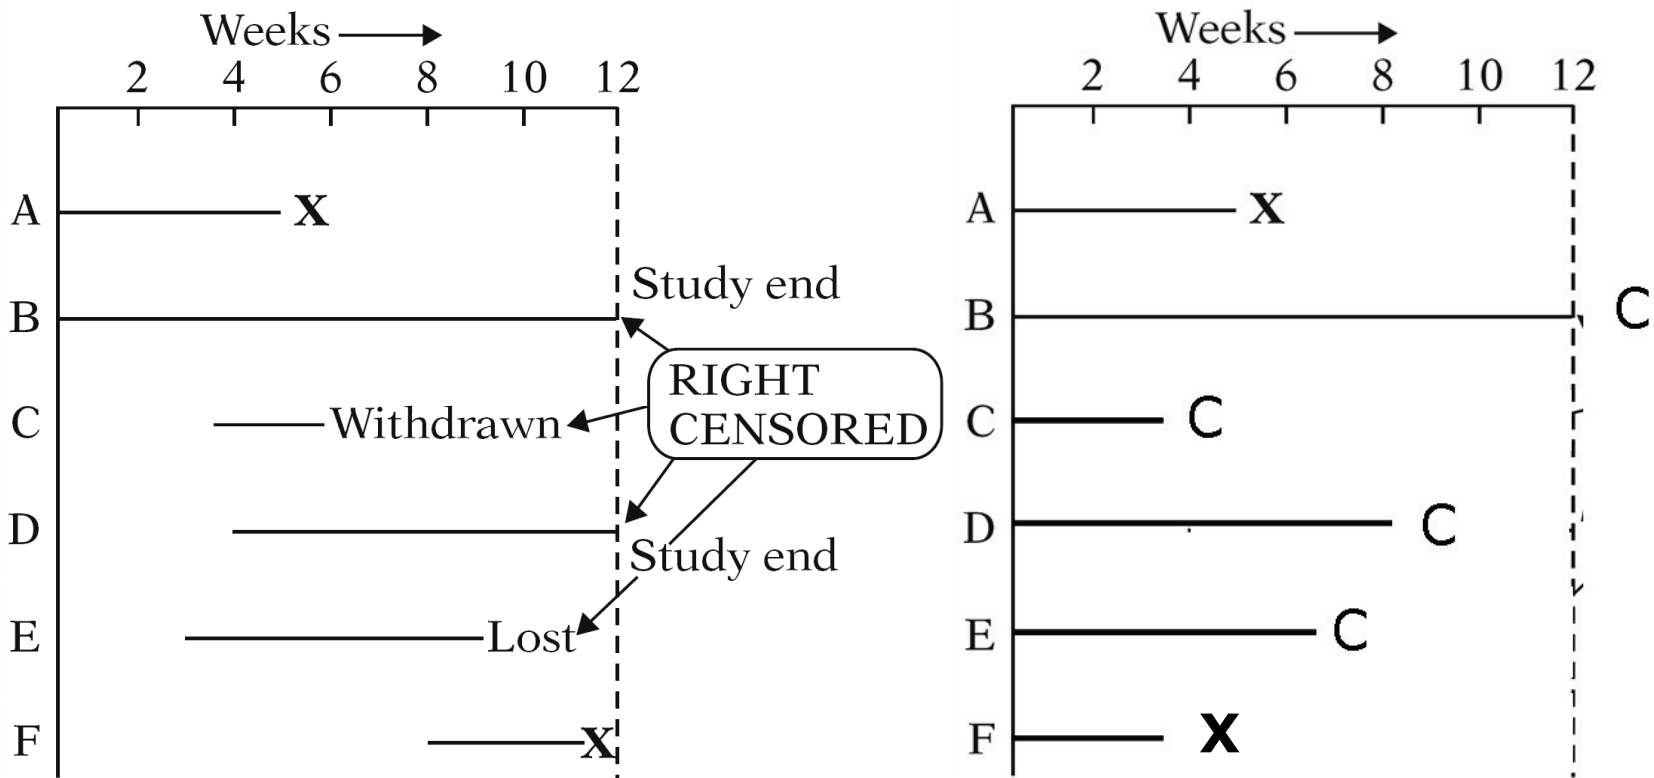 Weeks
2 4 6 8 10 12
A X
Study end
B
RIGHT
CENSORED
C Withdrawn
D
Study end
E Lost
F X
Weeks
2 4 6 8 10 12
A X
B C
C C
D C
E C
F X